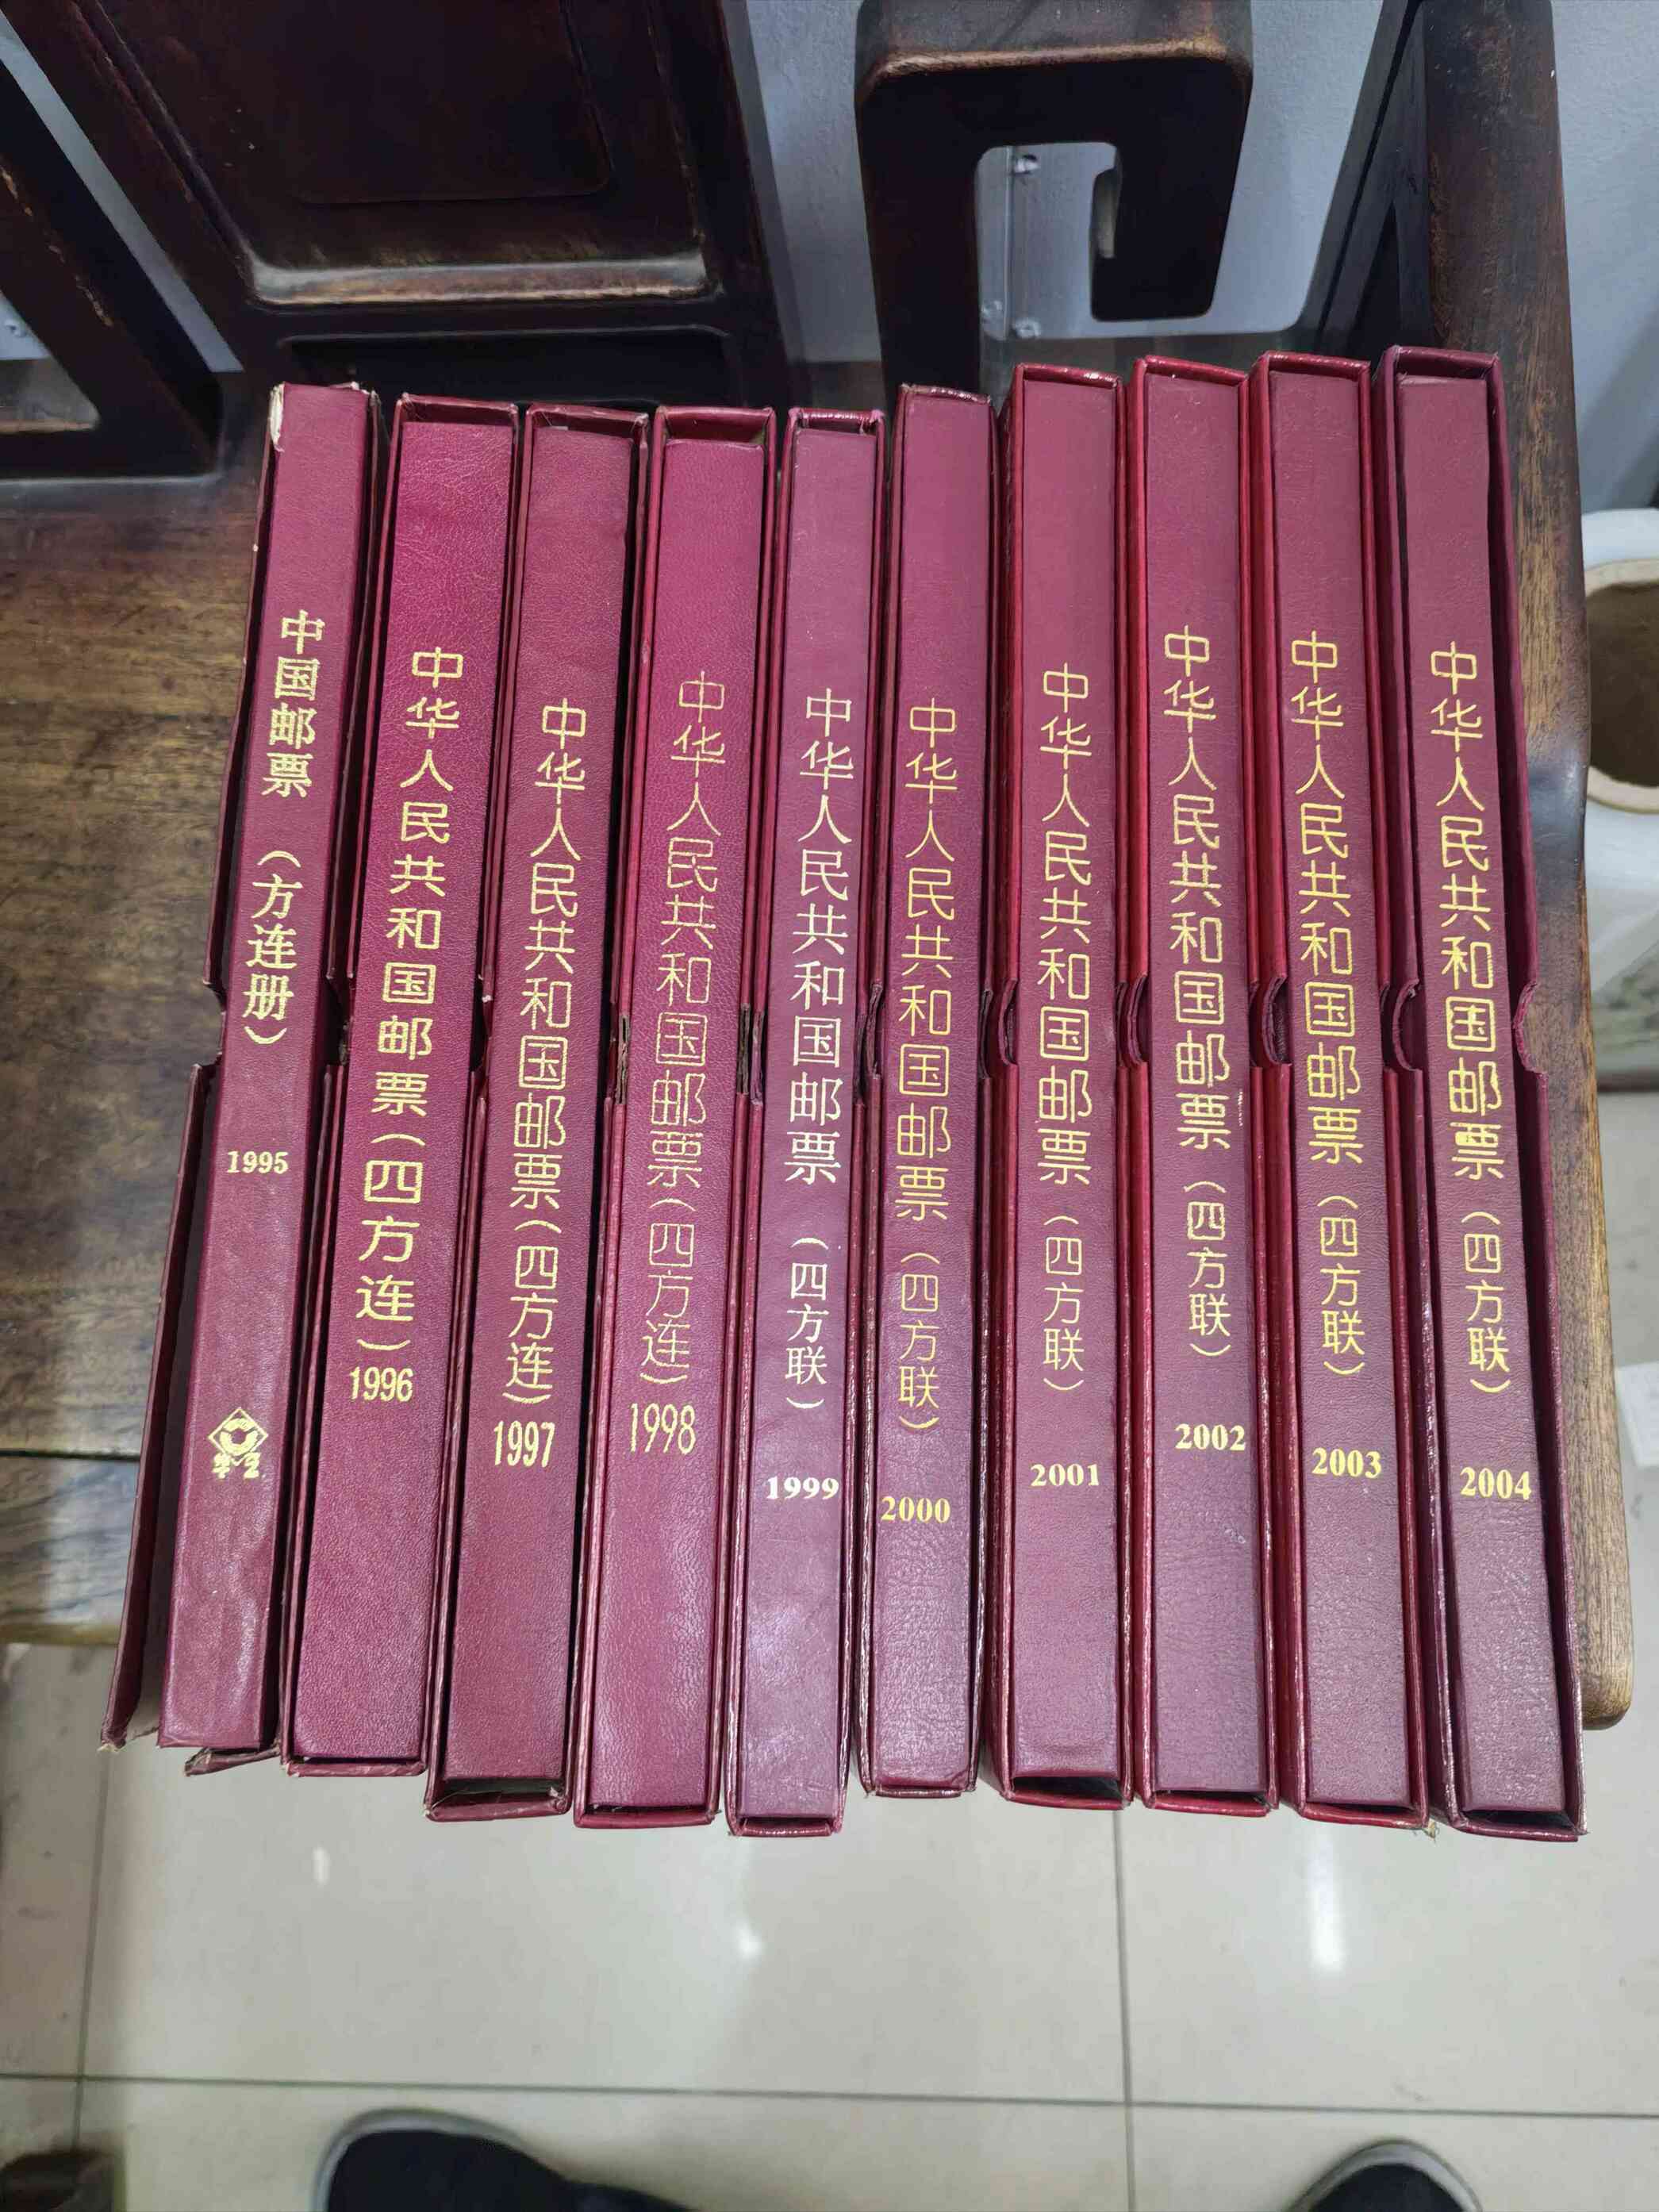 中国邮票 （方连册） 1995
中华人民共和国邮票（四方连）1996
中华人民共和国邮票（四方连）1997
中华人民共和国邮票（四方连）1998
中华人民共和国邮票（四方联） 1999
中华人民共和国邮票（四方联） 2000
中华人民共和国邮票（四方联） 2001
中华人民共和国邮票（四方联） 2002
中华人民共和国邮票（四方联） 2003
中华人民共和国邮票（四方联） 2004